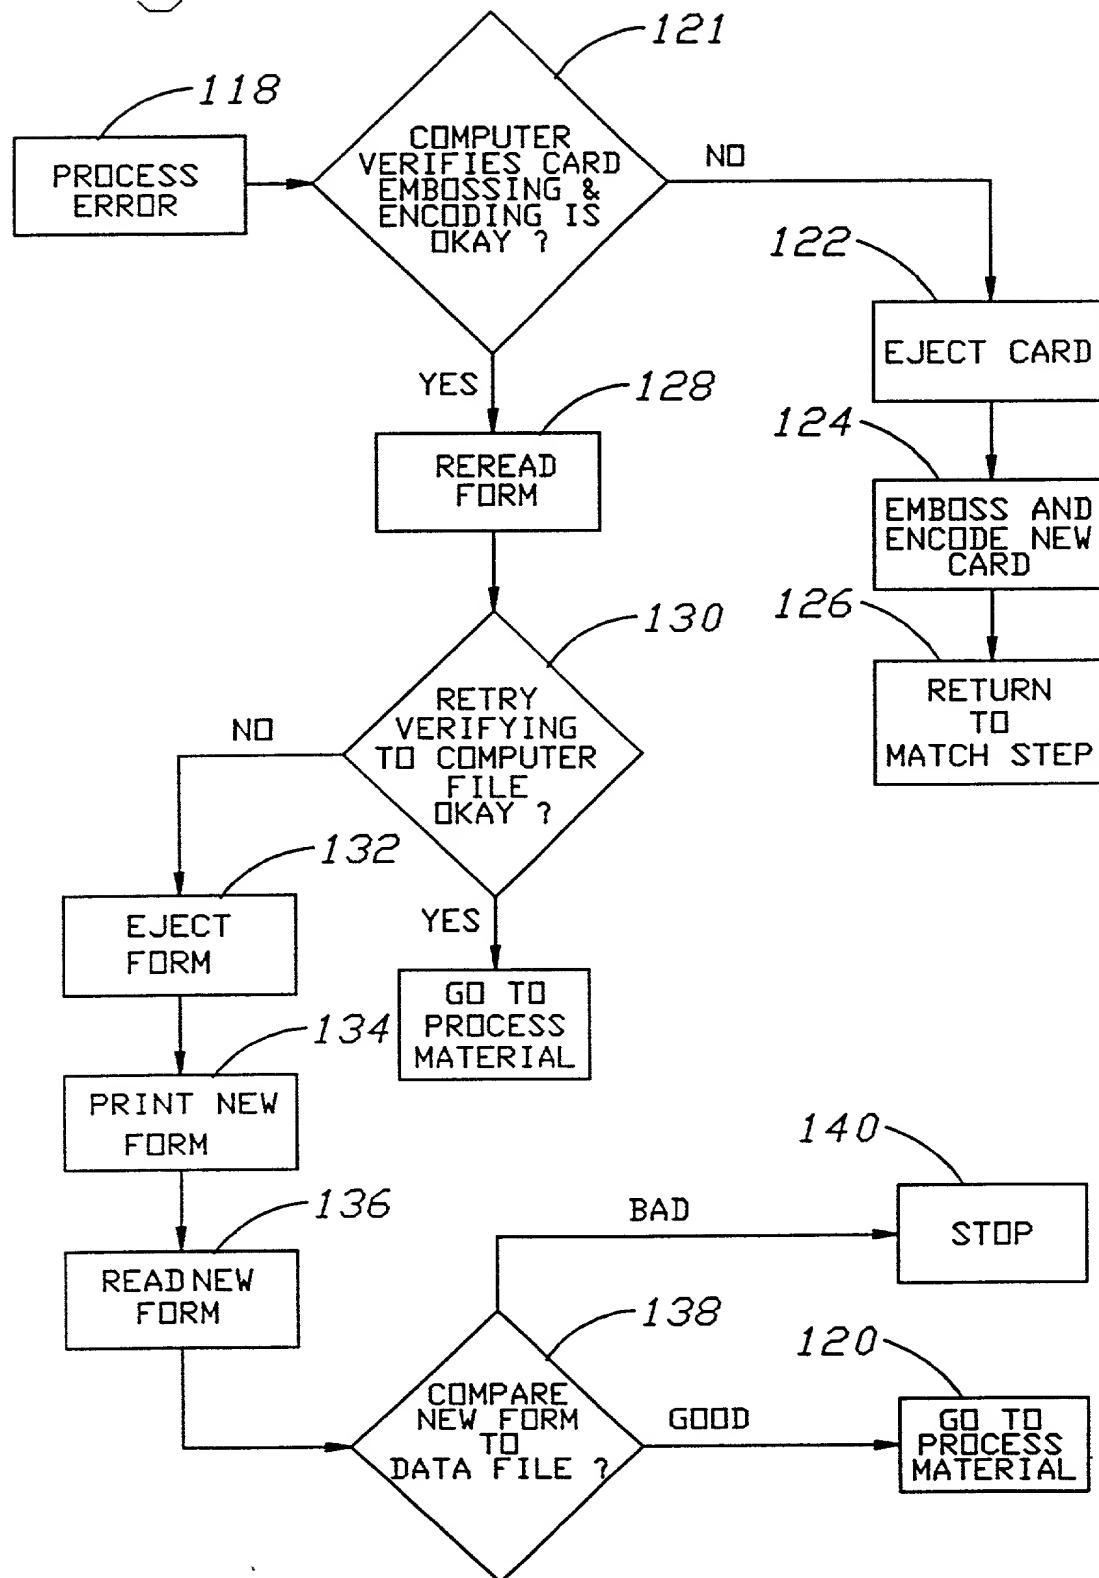 121
118
COMPUTER
VERIFIES CARD
EMBOSSING &
ENCODING IS
OKAY ?
NO
PROCESS
ERROR
122
EJECT CARD
YES
128
REREAD
FORM
124
EMBOSS AND
ENCODE NEW
CARD
126
RETURN
TO
MATCH STEP
130
RETRY
VERIFYING
TO COMPUTER
FILE
OKAY ?
NO
132
EJECT
FORM
YES
GO TO
PROCESS
MATERIAL
134
PRINT NEW
FORM
136
READ NEW
FORM
140
BAD
STOP
138
COMPARE
NEW FORM
TO
DATA FILE ?
GOOD
120
GO TO
PROCESS
MATERIAL